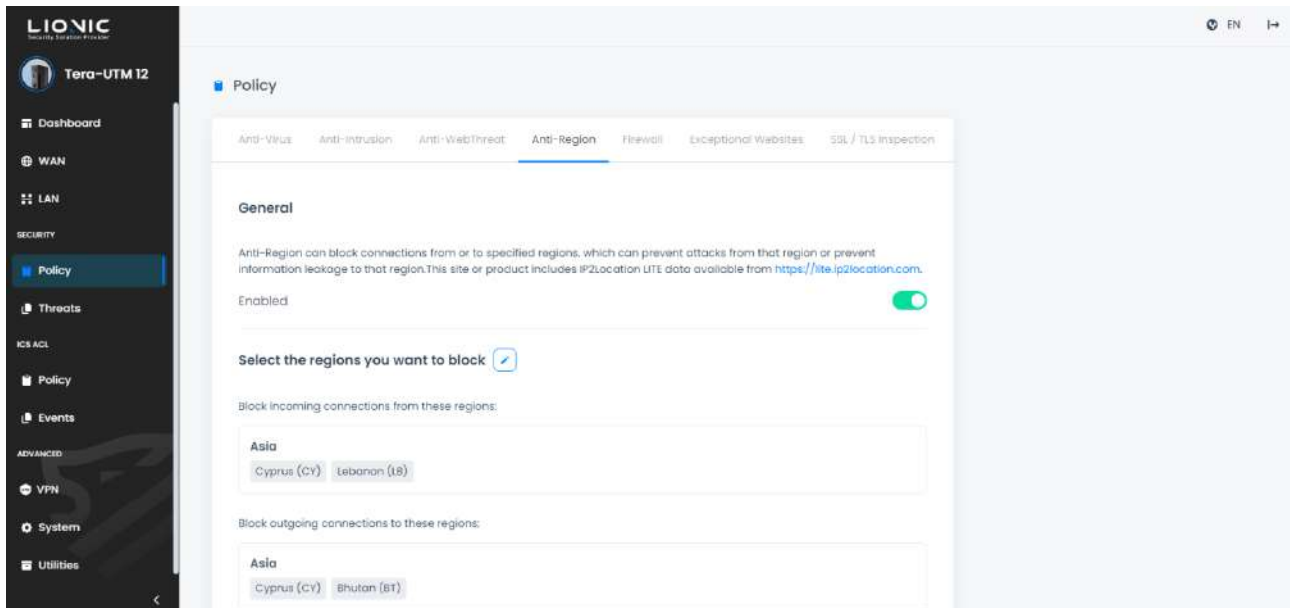 LIONIC
Security Solution Provider
EN
Tera-UTM 12
Policy
Dashboard
Anti-Virus Anti-Intrusion Anti-WebThreat Anti-Region Firewall Exceptional Websites SSL / TLS Inspection
WAN
LAN
General
SECURITY
Anti-Region can block connections from or to specified regions, which can prevent attacks from that region or prevent
information leakage to that region.This site or product includes IP2Location LITE data available from https://lite.ip2location.com.
Policy
Enabled
Threats
ICS ACL
Select the regions you want to block
Policy
Block incoming connections from these regions:
Events
Asia
ADVANCED
Cyprus (CY) Lebanon (LB)
VPN
System
Block outgoing connections to these regions:
Utilities
Asia
Cyprus (CY) Bhutan (BT)